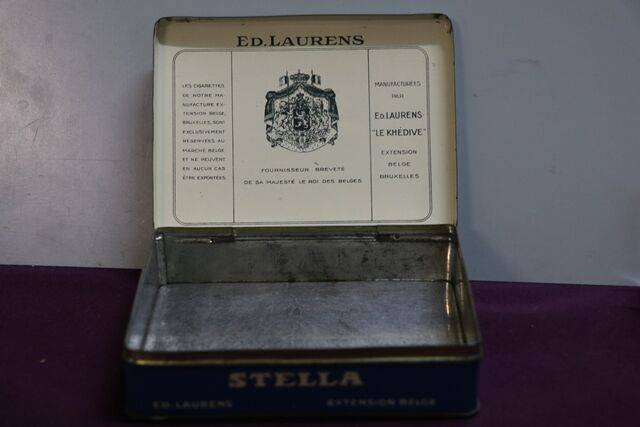 ED. LAURENS
LES CIGARETTES
DE NOTRE MA-
NUFACTURE EX-
TENSION BELGE,
BRUXELLES, SONT
EXCLUSIVEMENT
RESERVÉES AU
MARCHÉ BELGE
ET NE PEUVENT
EN AUCUN CAS
ÊTRE EXPORTÉES.
FOURNISSEUR BREVETÉ
DE SA MAJESTÉ LE ROI DES BELGES
MANUFACTURÉES
PAR
ED. LAURENS
"LE KHÉDIVE"
EXTENSION
BELGE
BRUXELLES
STELLA
ED. LAURENS EXTENSION BELGE